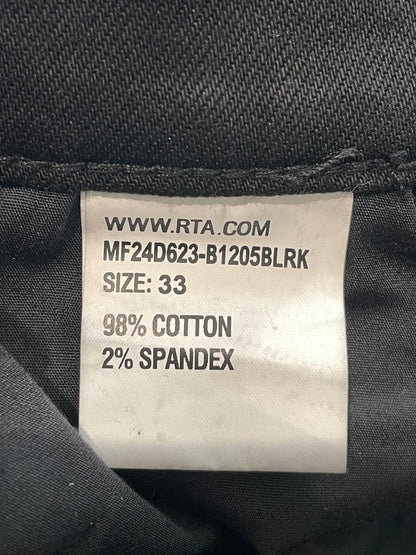 WWW.RTA.COM
MF24D623-B1205BLRK
SIZE: 33
98% COTTON
2% SPANDEX